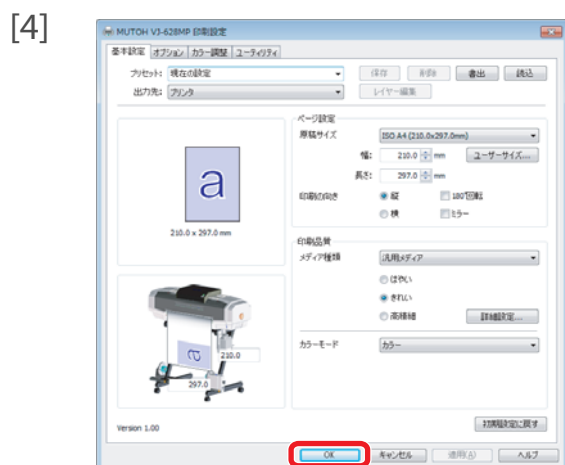 [4]
MUTOH VJ-628MP 印刷設定
基本設定 オプション カラー調整 ユーティリティ
プリセット: 現在の設定 保存 削除 書出 読込
出力先: プリンタ レイヤー編集
ページ設定
原稿サイズ ISO A4 (210.0x297.0mm)
幅: 210.0 mm ユーザーサイズ...
長さ: 297.0 mm
印刷の向き 縦 180°回転
横 ミラー
a
210.0 x 297.0 mm
印刷品質
メディア種類 汎用メディア
はやい
きれい
高精細 詳細設定...
カラーモード カラー
a
210.0
297.0
Version 1.00
初期設定に戻す
OK キャンセル 適用(A) ヘルプ